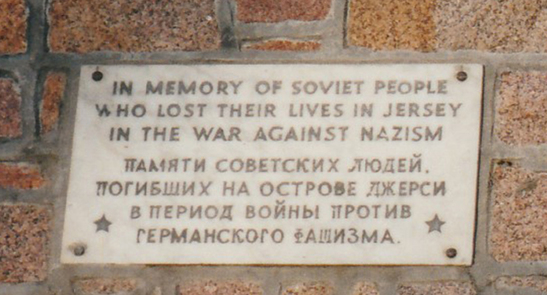 IN MEMORY OF SOVIET PEOPLE
WHO LOST THEIR LIVES IN JERSEY
IN THE WAR AGAINST NAZISM
ПАМЯТИ СОВЕТСКИХ ЛЮДЕЙ,
ПОГИБШИХ НА ОСТРОВЕ ДЖЕРСИ
В ПЕРИОД ВОЙНЫ ПРОТИВ
ГЕРМАНСКОГО ФАШИЗМА.